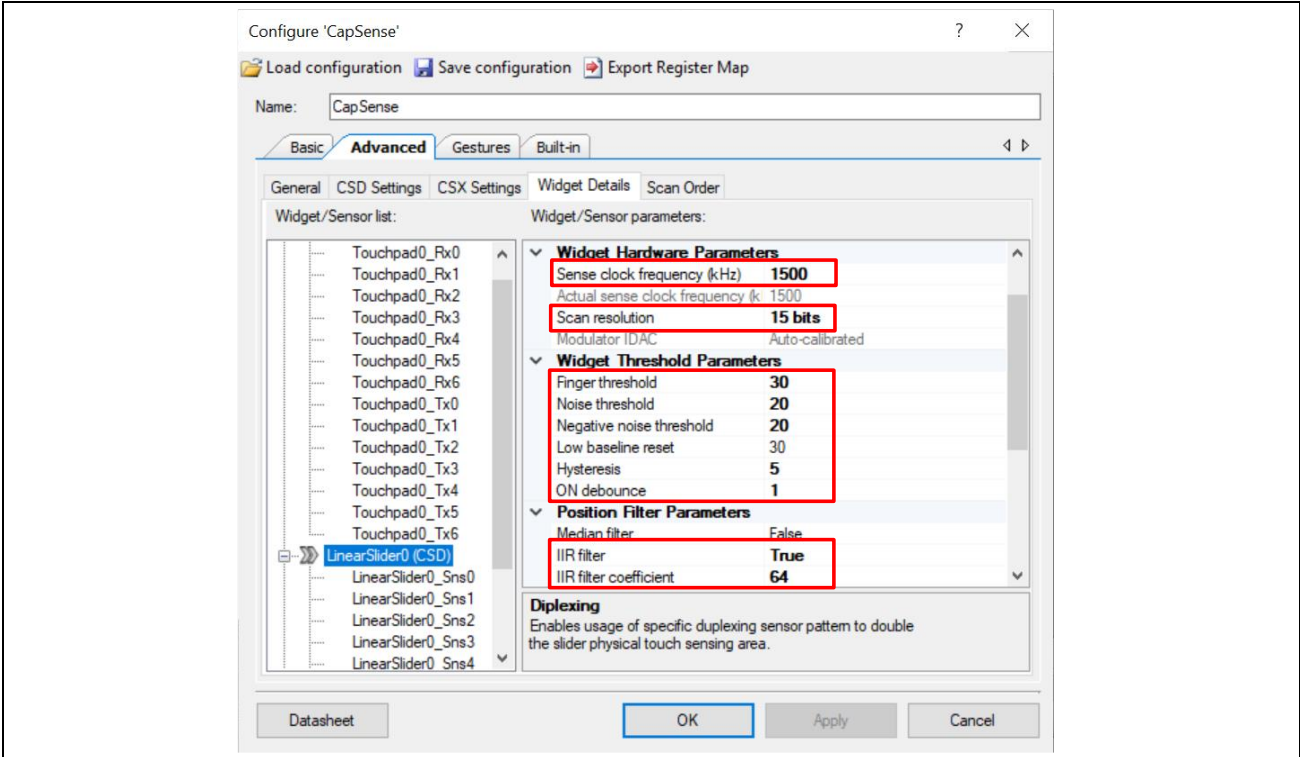 Configure 'CapSense'
?
Load configuration Save configuration Export Register Map
Name: CapSense
Basic Advanced Gestures Built-in
General CSD Settings CSX Settings Widget Details Scan Order
Widget/Sensor list:
Touchpad0_Rx0
Touchpad0_Rx1
Touchpad0_Rx2
Touchpad0_Rx3
Touchpad0_Rx4
Touchpad0_Rx5
Touchpad0_Rx6
Touchpad0_Tx0
Touchpad0_Tx1
Touchpad0_Tx2
Touchpad0_Tx3
Touchpad0_Tx4
Touchpad0_Tx5
Touchpad0_Tx6
LinearSlider0 (CSD)
LinearSlider0_Sns0
LinearSlider0_Sns1
LinearSlider0_Sns2
LinearSlider0_Sns3
LinearSlider0_Sns4
Widget/Sensor parameters:
Widget Hardware Parameters
Sense clock frequency (kHz) 1500
Actual sense clock frequency (k 1500
Scan resolution 15 bits
Modulator IDAC Auto-calibrated
Widget Threshold Parameters
Finger threshold 30
Noise threshold 20
Negative noise threshold 20
Low baseline reset 30
Hysteresis 5
ON debounce 1
Position Filter Parameters
Median filter False
IIR filter True
IIR filter coefficient 64
Diplexing
Enables usage of specific duplexing sensor pattern to double
the slider physical touch sensing area.
Datasheet OK Apply Cancel